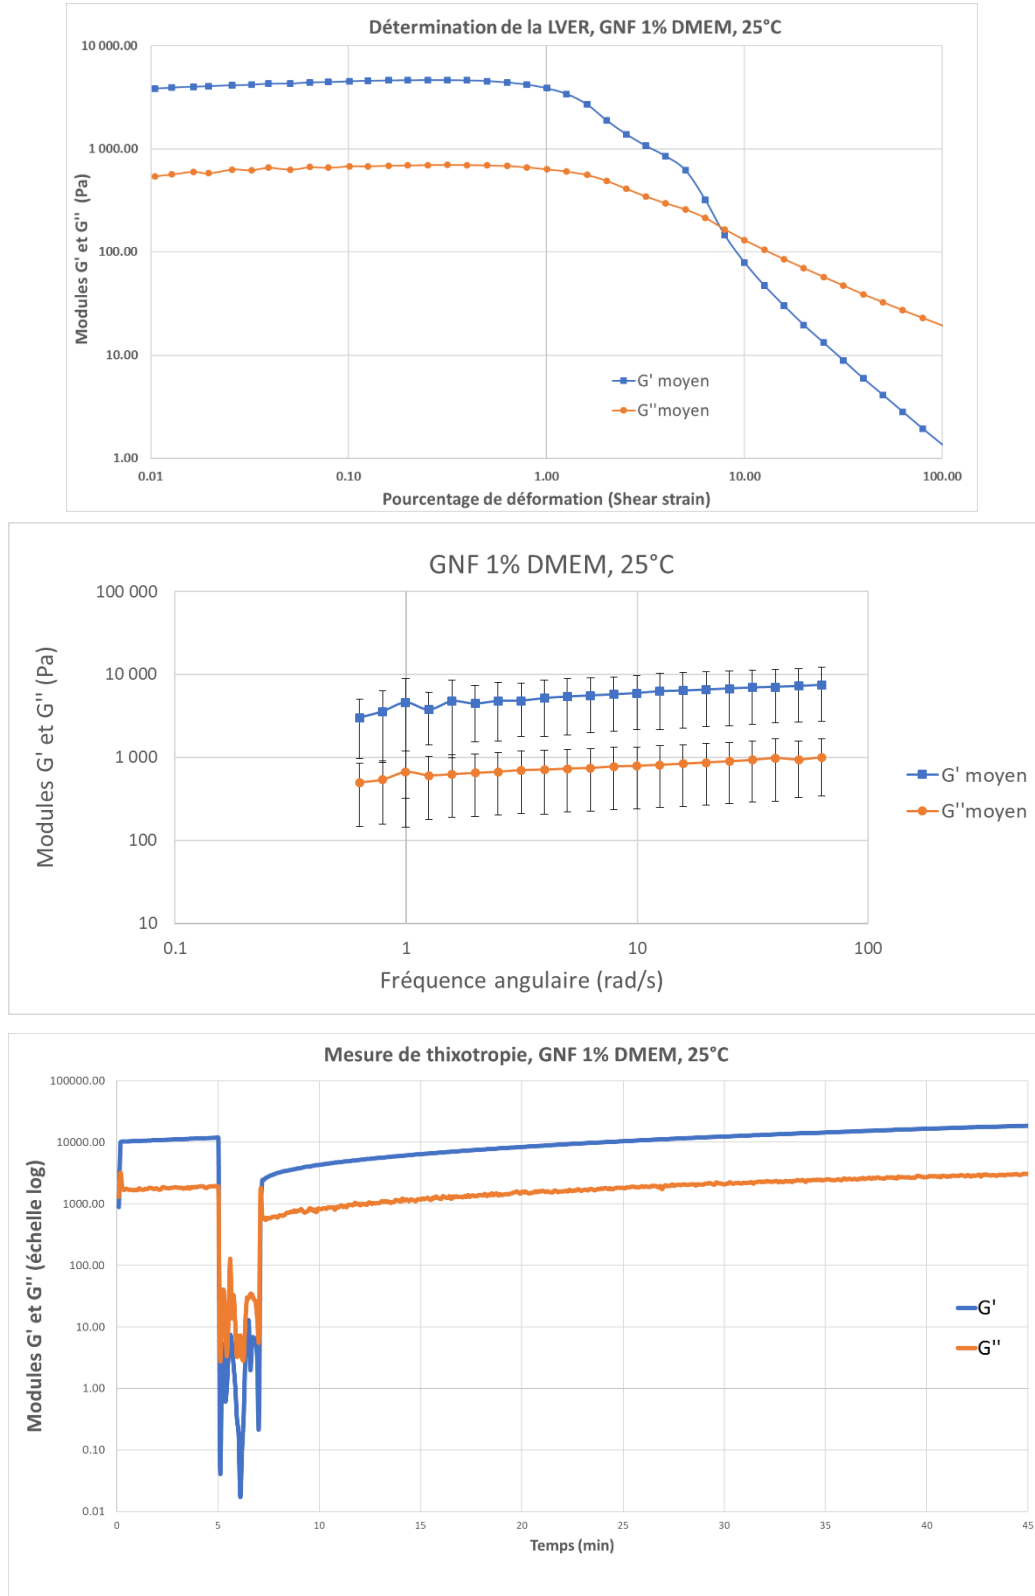 Détermination de la LVER, GNF 1% DMEM, 25°C
10 000.00
1 000.00
100.00
10.00
1.00
Modules G' et G'' (Pa)
G' moyen
G''moyen
0.01 0.10 1.00 10.00 100.00
Pourcentage de déformation (Shear strain)
GNF 1% DMEM, 25°C
100 000
10 000
1 000
100
10
Modules G' et G'' (Pa)
G' moyen
G''moyen
0.1 1 10 100
Fréquence angulaire (rad/s)
Mesure de thixotropie, GNF 1% DMEM, 25°C
100000.00
10000.00
1000.00
100.00
10.00
1.00
0.10
0.01
Modules G' et G'' (échelle log)
G'
G''
0 5 10 15 20 25 30 35 40 45
Temps (min)